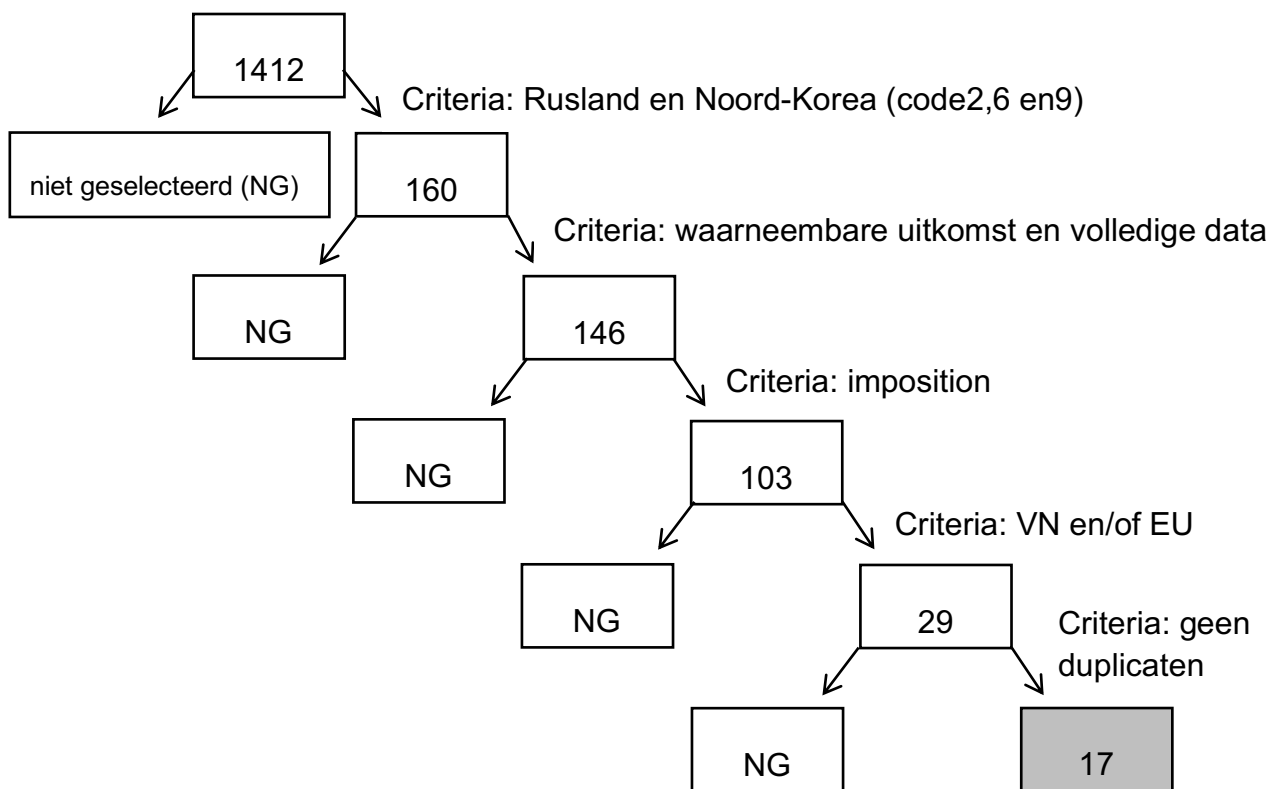 1412
Criteria: Rusland en Noord-Korea (code2,6 en9)
niet geselecteerd (NG)
160
Criteria: waarneembare uitkomst en volledige data
NG
146
Criteria: imposition
NG
103
Criteria: VN en/of EU
NG
29
Criteria: geen
duplicaten
NG
17